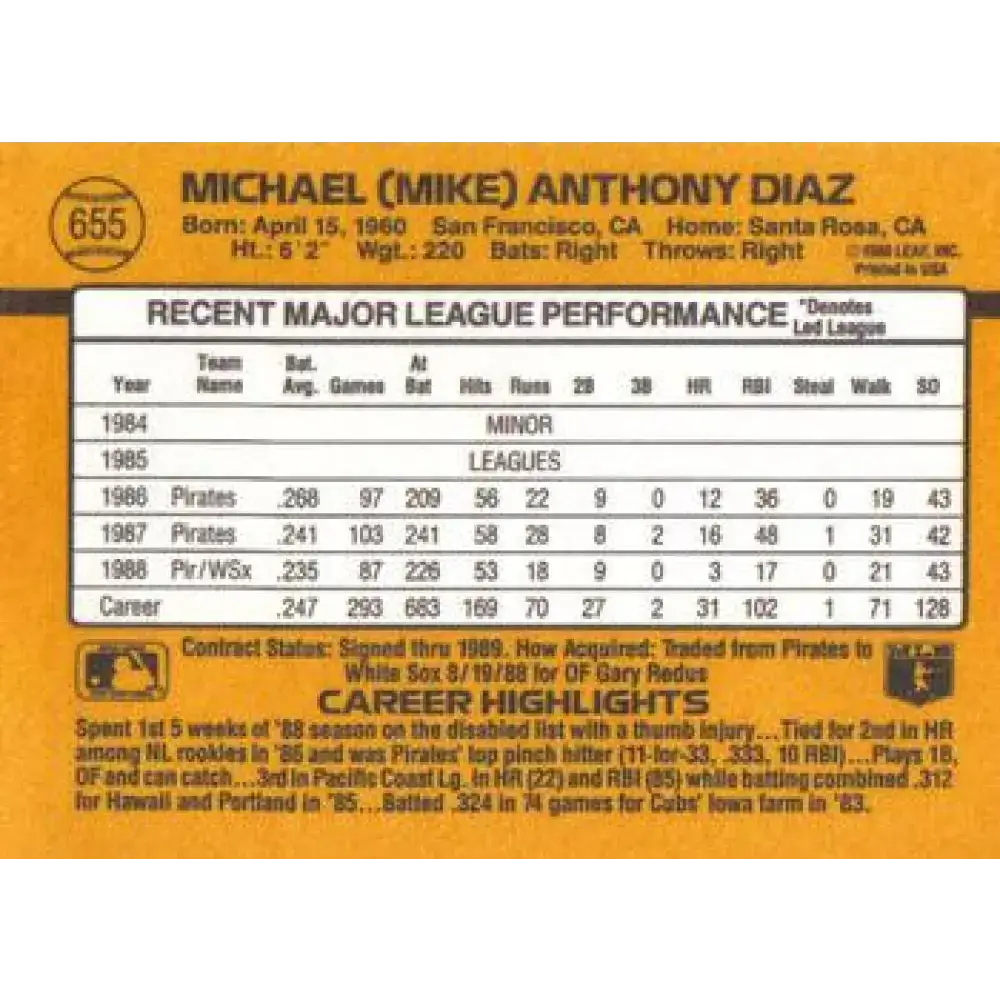 655
MICHAEL (MIKE) ANTHONY DIAZ
Born: April 15, 1960 San Francisco, CA Home: Santa Rosa, CA
Ht.: 6'2" Wgt.: 220 Bats: Right Throws: Right
LEAF, INC.
Printed in USA
RECENT MAJOR LEAGUE PERFORMANCE *Denotes
Led League
Team Bat. At
Year Name Avg. Games Bat Hits Runs 2B 3B HR RBI Steal Walk SO
1984 MINOR
1985 LEAGUES
1986 Pirates .268 97 209 56 22 9 0 12 36 0 19 43
1987 Pirates .241 103 241 58 28 8 2 16 48 1 31 42
1988 Pir/WSx .235 87 226 53 18 9 0 3 17 0 21 43
Career .247 293 683 169 70 27 2 31 102 1 71 128
Contract Status: Signed thru 1989. How Acquired: Traded from Pirates to
White Sox 8/19/88 for OF Gary Redus
CAREER HIGHLIGHTS
Spent 1st 5 weeks of '88 season on the disabled list with a thumb injury...Tied for 2nd in HR
among NL rookies in '86 and was Pirates' top pinch hitter (11-for-33, .333, 10 RBI)...Plays 1B,
OF and can catch...3rd in Pacific Coast Lg. in HR (22) and RBI (85) while batting combined .312
for Hawaii and Portland in '85...Batted .324 in 74 games for Cubs' Iowa farm in '83.